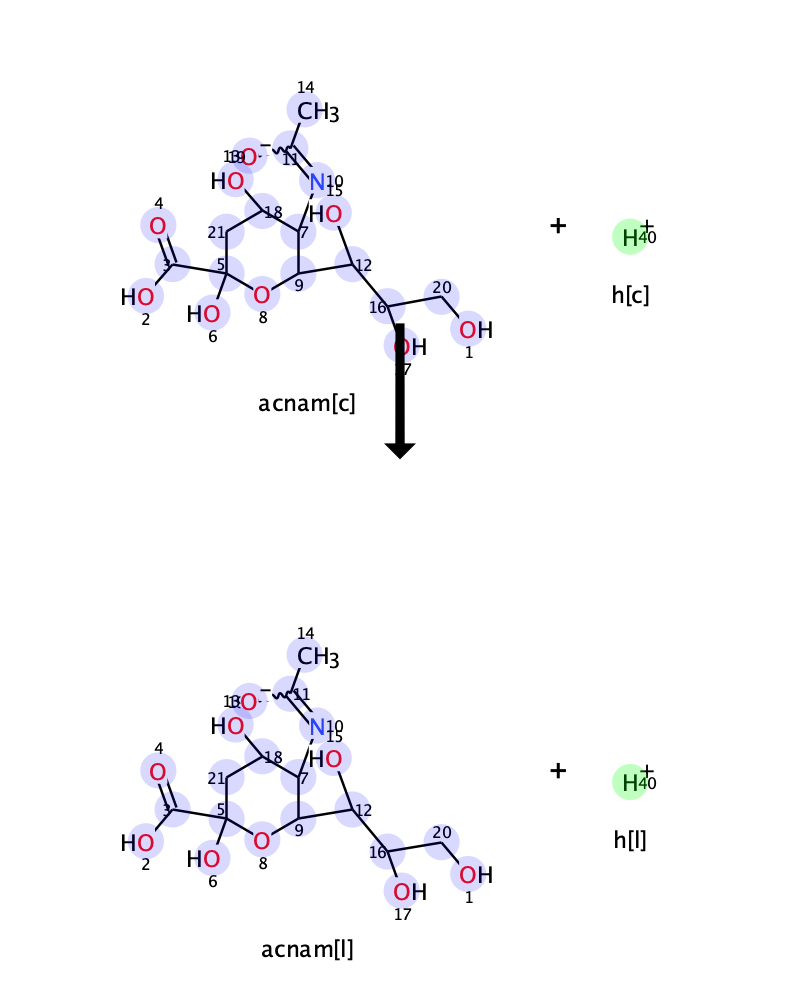 14
CH3
13 O − 11
HO N 10
15
4 18 HO
O 21 7 + H + 40
3 5 12 20
HO O 9 16 h[c]
2 HO 8 OH
6 OH 1
17
acnam[c]
14
CH3
13 O − 11
HO N 10
15
4 18 HO
O 21 7 + H + 40
3 5 12 20
HO O 9 16 h[l]
2 HO 8 OH
6 OH 1
17
acnam[l]